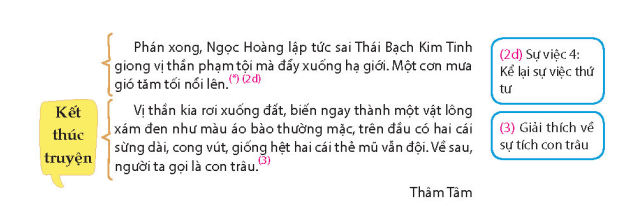 Phán xong, Ngọc Hoàng lập tức sai Thái Bạch Kim Tinh
giong vị thần phạm tội mà đẩy xuống hạ giới. Một cơn mưa
gió tăm tối nổi lên.(*) (2d)
(2d) Sự việc 4:
Kể lại sự việc thứ
tư
Kết
thúc
truyện
Vị thần kia rơi xuống đất, biến ngay thành một vật lông
xám đen như màu áo bào thường mặc, trên đầu có hai cái
sừng dài, cong vút, giống hệt hai cái thẻ mũ vẫn đội. Về sau,
người ta gọi là con trâu.(3)
(3) Giải thích về
sự tích con trâu
Thâm Tâm